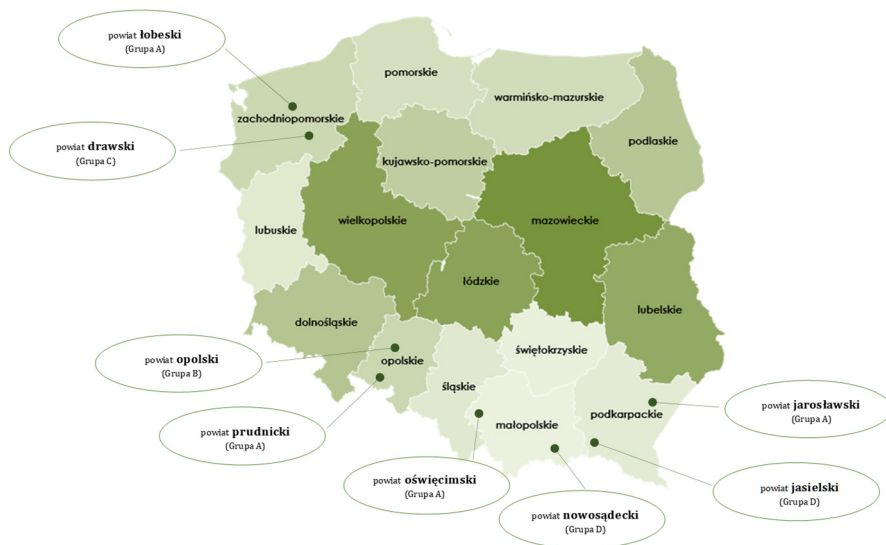 powiat łobeski
(Grupa A)
pomorskie
warmińsko-mazurskie
zachodniopomorskie
podlaskie
powiat drawski
(Grupa C)
kujawsko-pomorskie
wielkopolskie
mazowieckie
lubuskie
łódzkie
lubelskie
dolnośląskie
powiat opolski
(Grupa B)
opolskie
świętokrzyskie
śląskie
podkarpackie
małopolskie
powiat jarosławski
(Grupa A)
powiat prudnicki
(Grupa A)
powiat oświęcimski
(Grupa A)
powiat nowosądecki
(Grupa D)
powiat jasielski
(Grupa D)